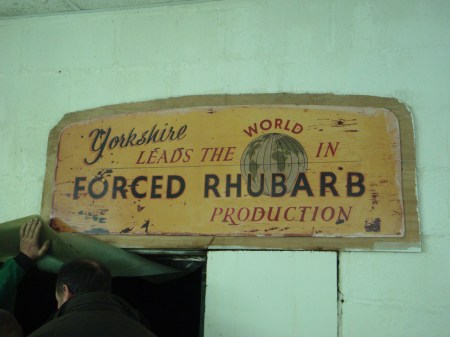 Yorkshire WORLD
LEADS THE IN
FORCED RHUBARB
PRODUCTION